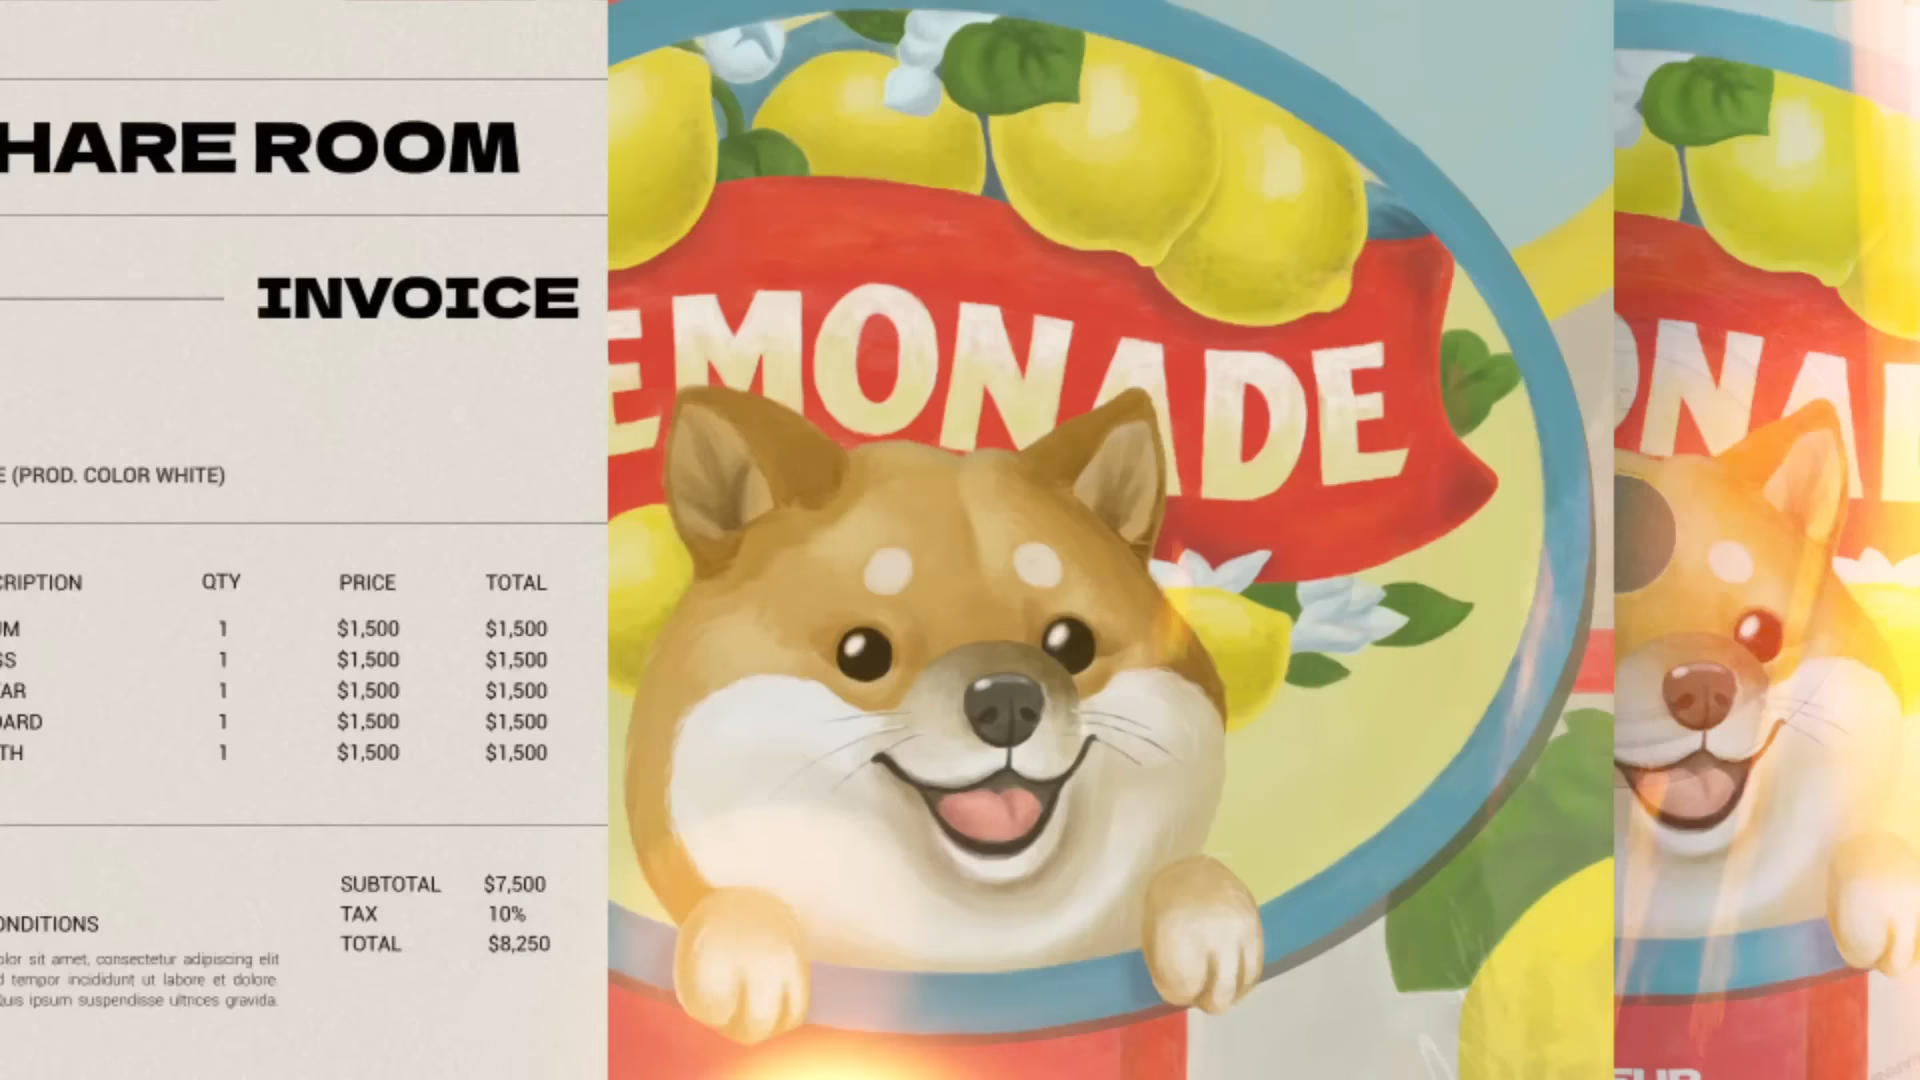 HARE ROOM
INVOICE
E (PROD. COLOR WHITE)
CRIPTION QTY PRICE TOTAL
UM 1 $1,500 $1,500
SS 1 $1,500 $1,500
AR 1 $1,500 $1,500
OARD 1 $1,500 $1,500
TH 1 $1,500 $1,500
SUBTOTAL $7,500
TAX 10%
TOTAL $8,250
ONDITIONS
olor sit amet, consectetur adipiscing elit
d tempor incididunt ut labore et dolore
Quis ipsum suspendisse ultrices gravida.
EMONADE
ONAD